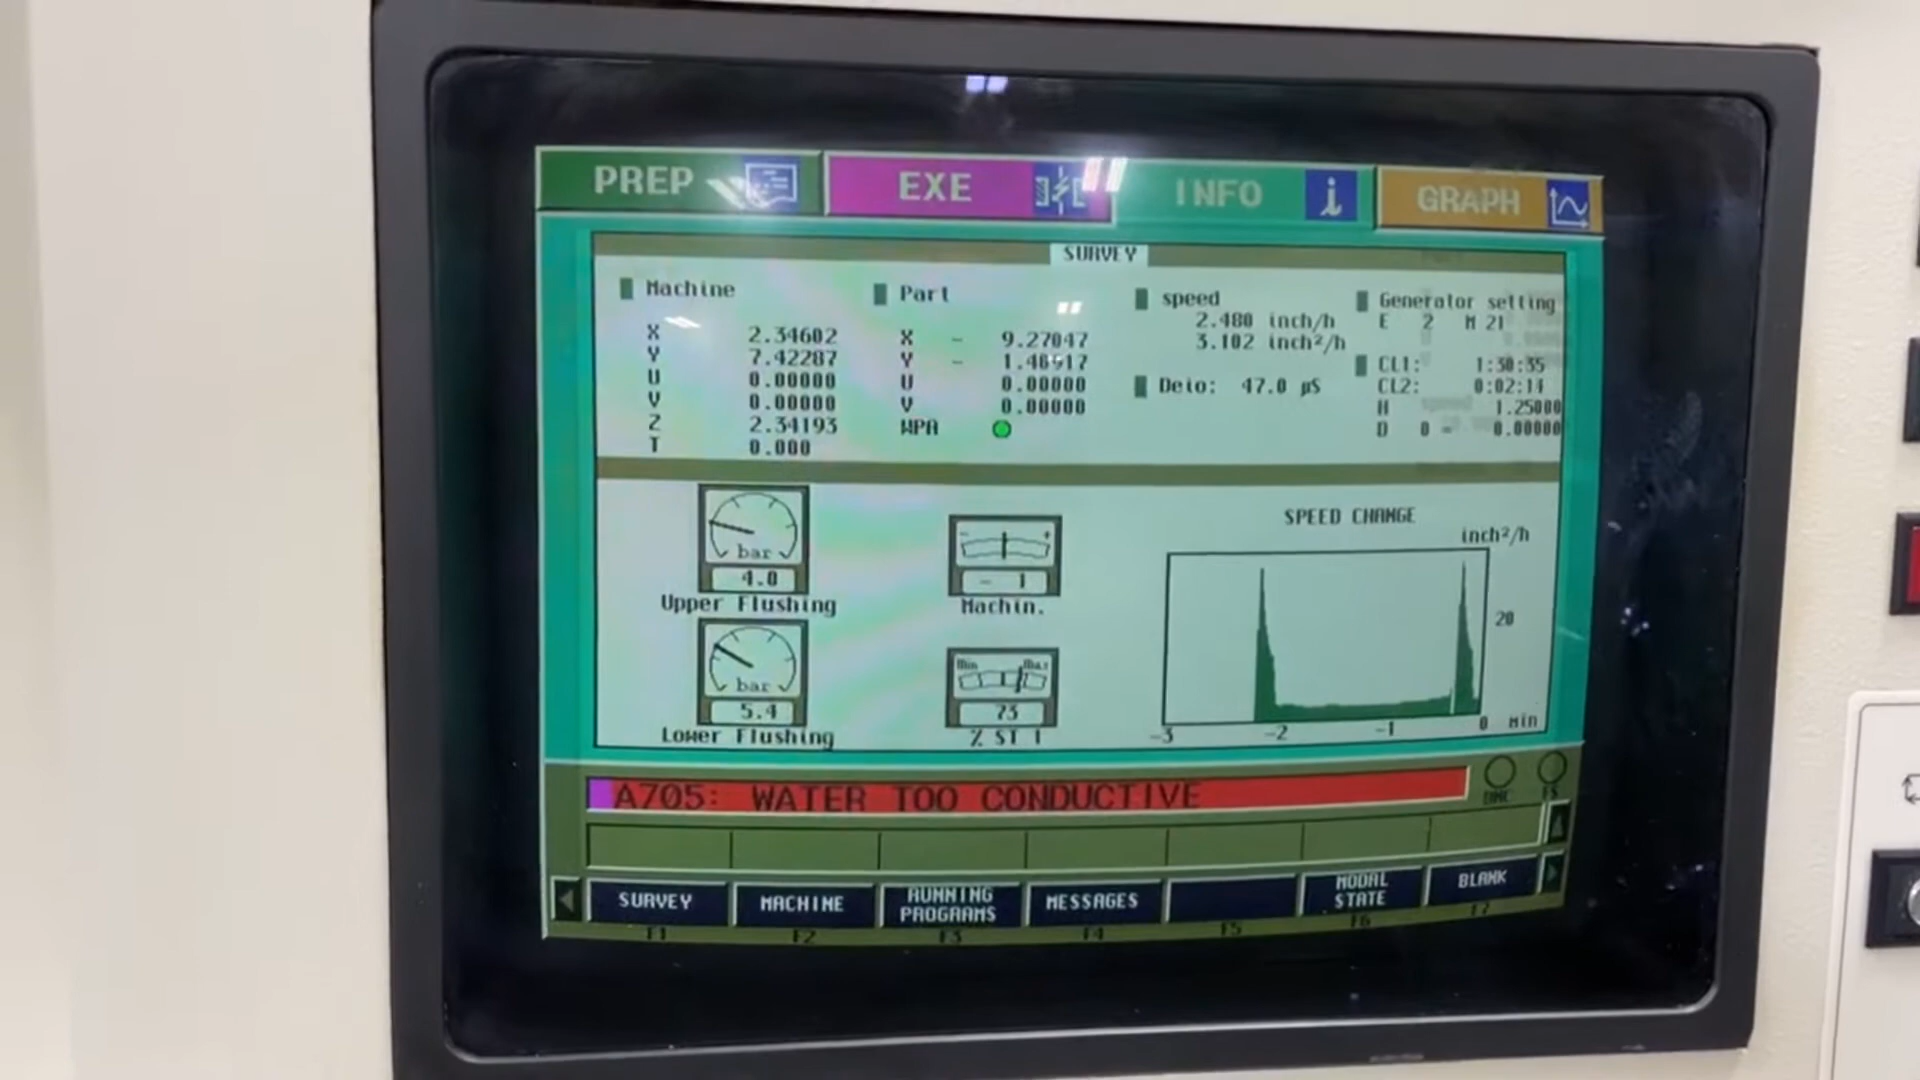 PREP EXE INFO i GRAPH
SURVEY
Machine
X 2.34602
Y 7.42287
U 0.00000
V 0.00000
Z 2.34193
T 0.000
Part
X - 9.27047
Y - 1.46917
U 0.00000
V 0.00000
WPA
speed
2.480 inch/h
3.102 inch²/h
Deio: 47.0 µS
Generator setting
E 2 M 21
CL1: 1:30:35
CL2: 0:02:14
H 1.25000
D 0 = 0.00000
bar
4.0
Upper Flushing
bar
5.4
Lower Flushing
- +
- 1
Machin.
Min Max
73
% ST I
SPEED CHANGE
inch²/h
20
-3 -2 -1 0 min
A705: WATER TOO CONDUCTIVE
DNC FS
SURVEY MACHINE RUNNING PROGRAMS MESSAGES MODAL STATE BLANK
F1 F2 F3 F4 F5 F6 F7